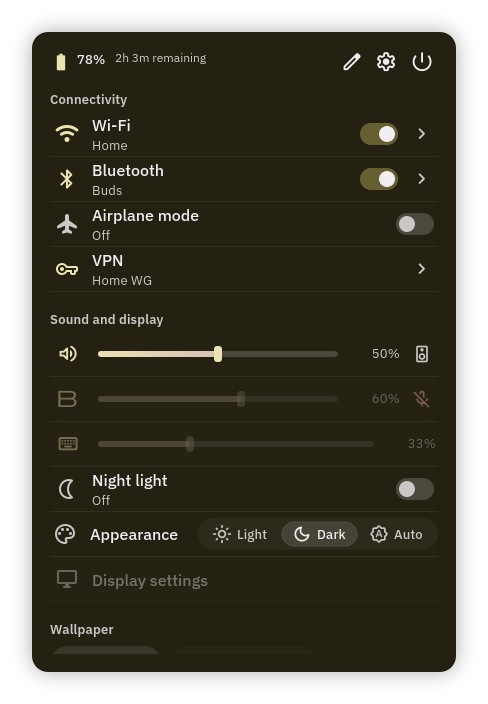 78% 2h 3m remaining
Connectivity
Wi-Fi
Home
Bluetooth
Buds
Airplane mode
Off
VPN
Home WG
Sound and display
50%
60%
33%
Night light
Off
Appearance Light Dark Auto
Display settings
Wallpaper